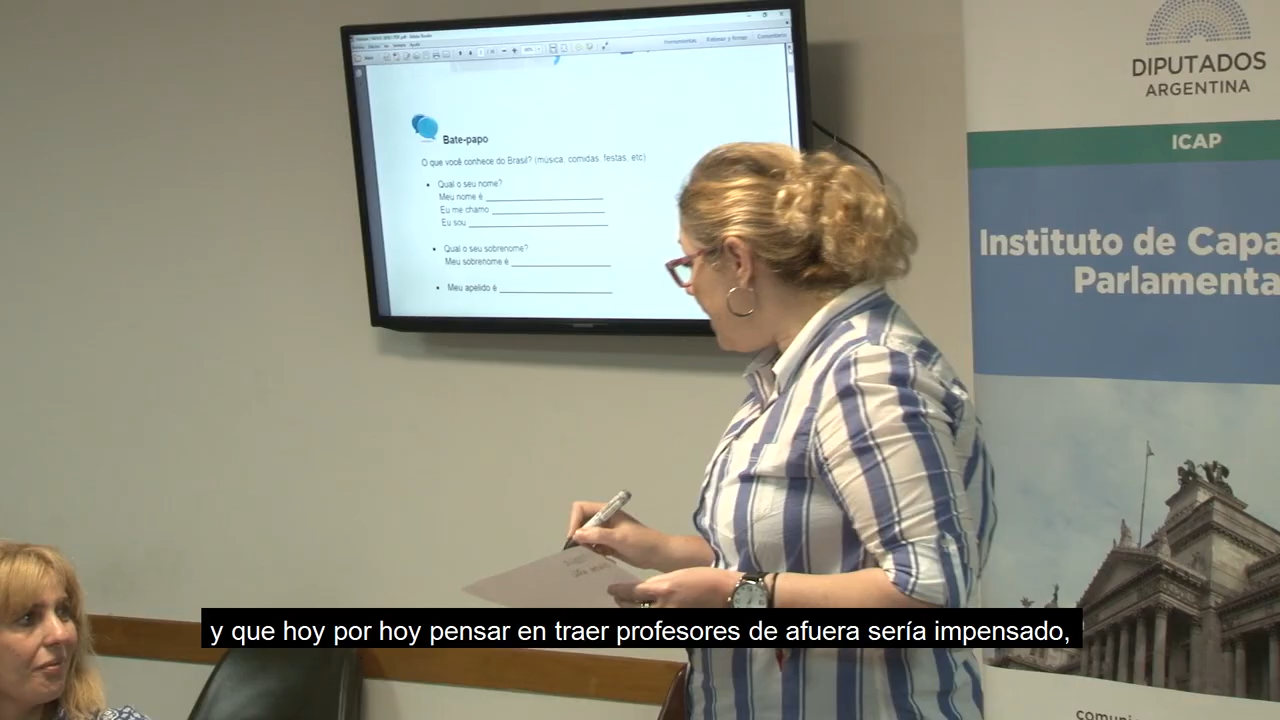 Bate-papo
O que você conhece do Brasil? (música, comidas, festas, etc)
Qual o seu nome?
Meu nome é
Eu me chamo
Eu sou
Qual o seu sobrenome?
Meu sobrenome é
Meu apelido é
DIPUTADOS
ARGENTINA
ICAP
Instituto de Capa
Parlamenta
y que hoy por hoy pensar en traer profesores de afuera sería impensado,